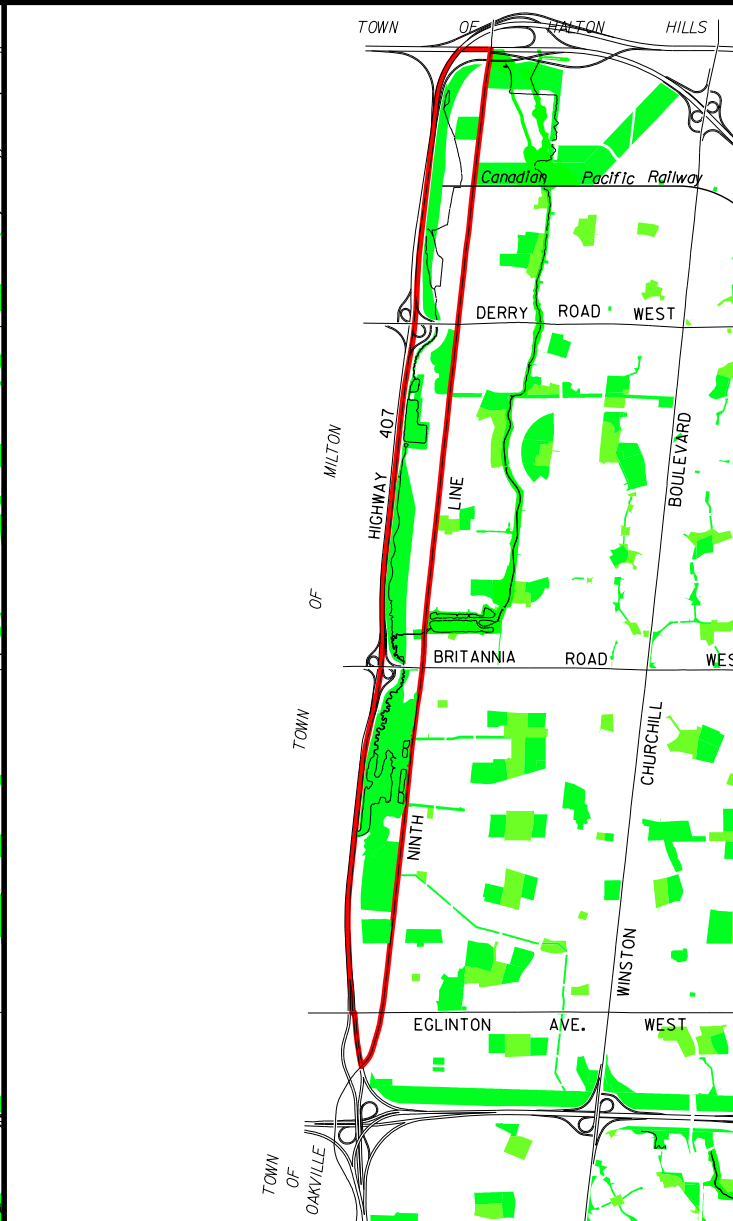 TOWN OF HALTON HILLS
Canadian Pacific Railway
DERRY ROAD WEST
HIGHWAY 407
NINTH LINE
WINSTON CHURCHILL BOULEVARD
TOWN OF MILTON
BRITANNIA ROAD WES
EGLINTON AVE. WEST
TOWN
OF
OAKVILLE